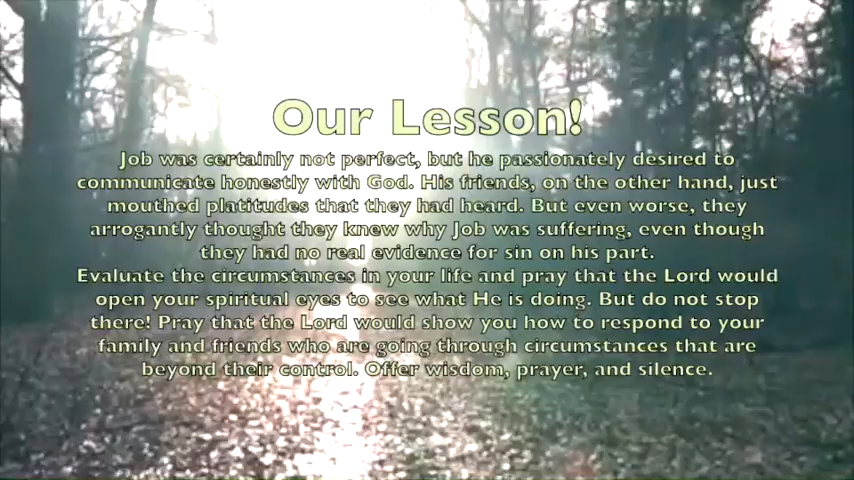 Our Lesson!
Job was certainly not perfect, but he passionately desired to
communicate honestly with God. His friends, on the other hand, just
mouthed platitudes that they had heard. But even worse, they
arrogantly thought they knew why Job was suffering, even though
they had no real evidence for sin on his part.
Evaluate the circumstances in your life and pray that the Lord would
open your spiritual eyes to see what He is doing. But do not stop
there! Pray that the Lord would show you how to respond to your
family and friends who are going through circumstances that are
beyond their control. Offer wisdom, prayer, and silence.